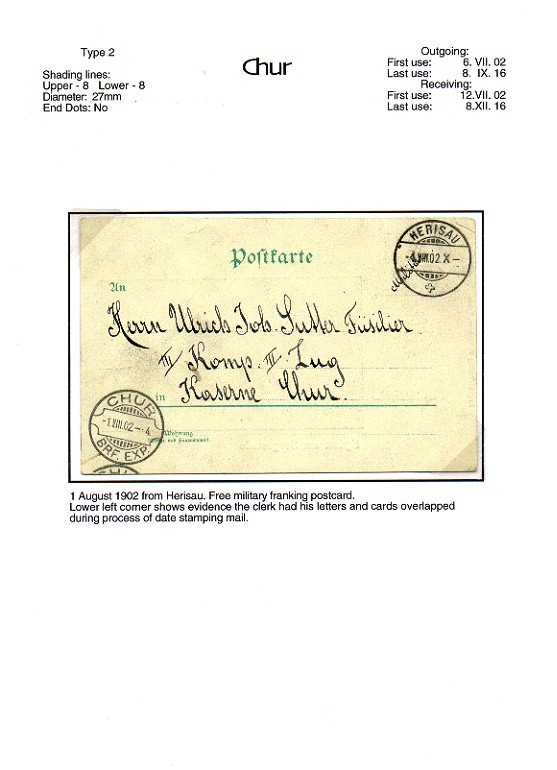 Type 2
Shading lines:
Upper - 8 Lower - 8
Diameter: 27mm
End Dots: No
Chur
Outgoing:
First use: 6. VII. 02
Last use: 8. IX. 16
Receiving:
First use: 12.VII. 02
Last use: 8.XII. 16
HERISAU
-1.VIII.02.X-
Postkarte
An
Herrn Ulrich Joh. Sutter Füsilier
III Komp. III. Zug
in Kaserne Chur.
CHUR
-1.VIII.02.-4
BRF. EXP.
Wohnung
1 August 1902 from Herisau. Free military franking postcard.
Lower left corner shows evidence the clerk had his letters and cards overlapped
during process of date stamping mail.